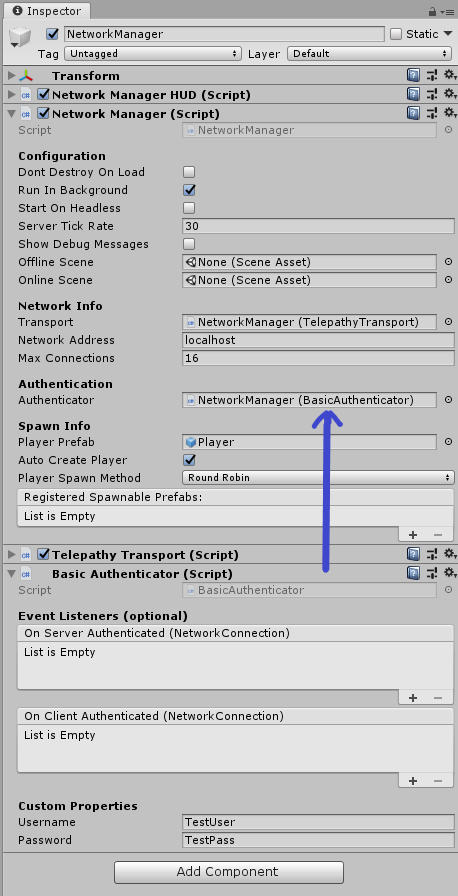 Inspector
NetworkManager Static
Tag Untagged Layer Default
Transform
Network Manager HUD (Script)
Network Manager (Script)
Script NetworkManager
Configuration
Dont Destroy On Load
Run In Background
Start On Headless
Server Tick Rate 30
Show Debug Messages
Offline Scene None (Scene Asset)
Online Scene None (Scene Asset)
Network Info
Transport NetworkManager (TelepathyTransport)
Network Address localhost
Max Connections 16
Authentication
Authenticator NetworkManager (BasicAuthenticator)
Spawn Info
Player Prefab Player
Auto Create Player
Player Spawn Method Round Robin
Registered Spawnable Prefabs:
List is Empty
Telepathy Transport (Script)
Basic Authenticator (Script)
Script BasicAuthenticator
Event Listeners (optional)
On Server Authenticated (NetworkConnection)
List is Empty
On Client Authenticated (NetworkConnection)
List is Empty
Custom Properties
Username TestUser
Password TestPass
Add Component